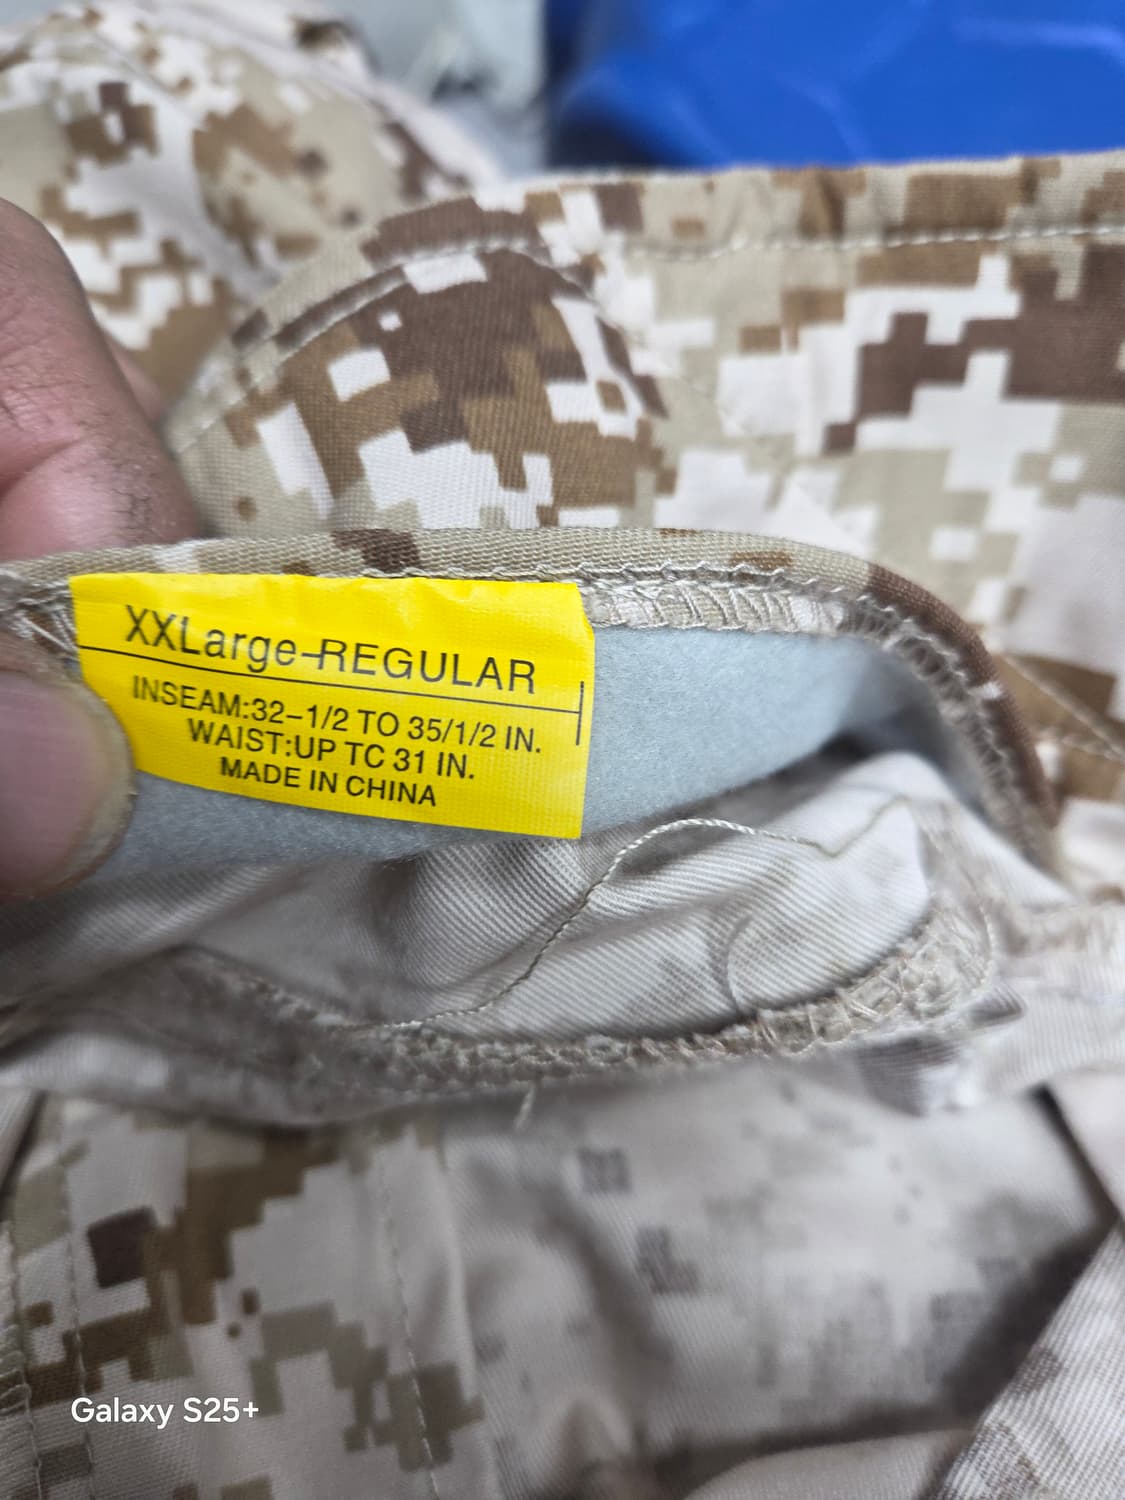 XXLarge-REGULAR
INSEAM:32-1/2 TO 35/1/2 IN.
WAIST:UP TC 31 IN.
MADE IN CHINA
Galaxy S25+